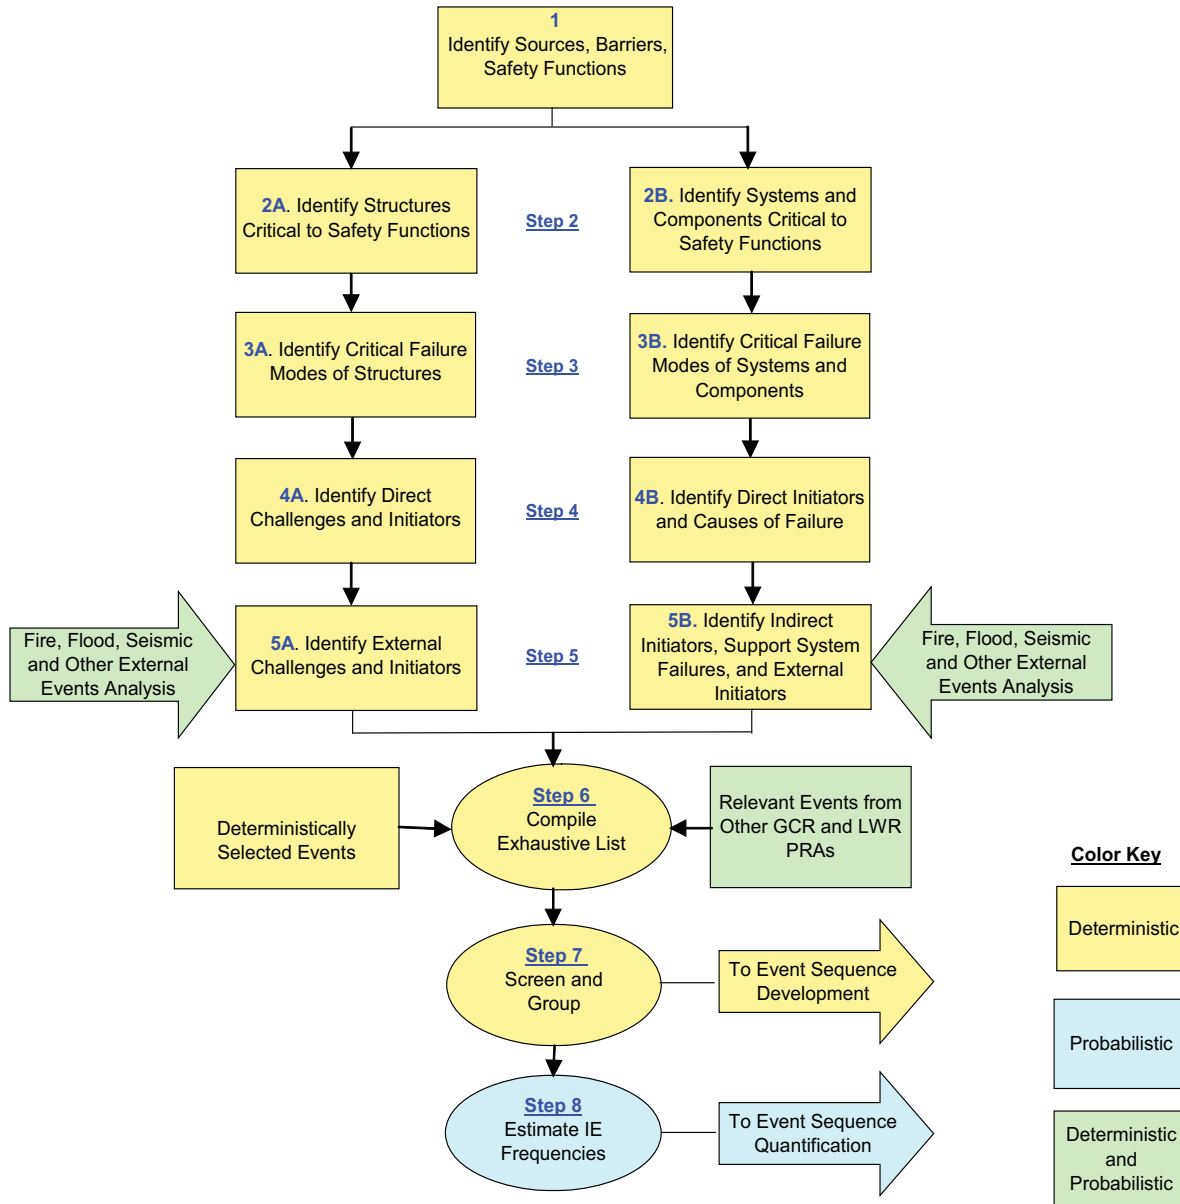 1
Identify Sources, Barriers,
Safety Functions
2A. Identify Structures
Critical to Safety Functions
Step 2
2B. Identify Systems and
Components Critical to
Safety Functions
3A. Identify Critical Failure
Modes of Structures
Step 3
3B. Identify Critical Failure
Modes of Systems and
Components
4A. Identify Direct
Challenges and Initiators
Step 4
4B. Identify Direct Initiators
and Causes of Failure
Fire, Flood, Seismic
and Other External
Events Analysis
5A. Identify External
Challenges and Initiators
Step 5
5B. Identify Indirect
Initiators, Support System
Failures, and External
Initiators
Fire, Flood, Seismic
and Other External
Events Analysis
Deterministically
Selected Events
Step 6
Compile
Exhaustive List
Relevant Events from
Other GCR and LWR
PRAs
Step 7
Screen and
Group
To Event Sequence
Development
Step 8
Estimate IE
Frequencies
To Event Sequence
Quantification
Color Key
Deterministic
Probabilistic
Deterministic
and
Probabilistic